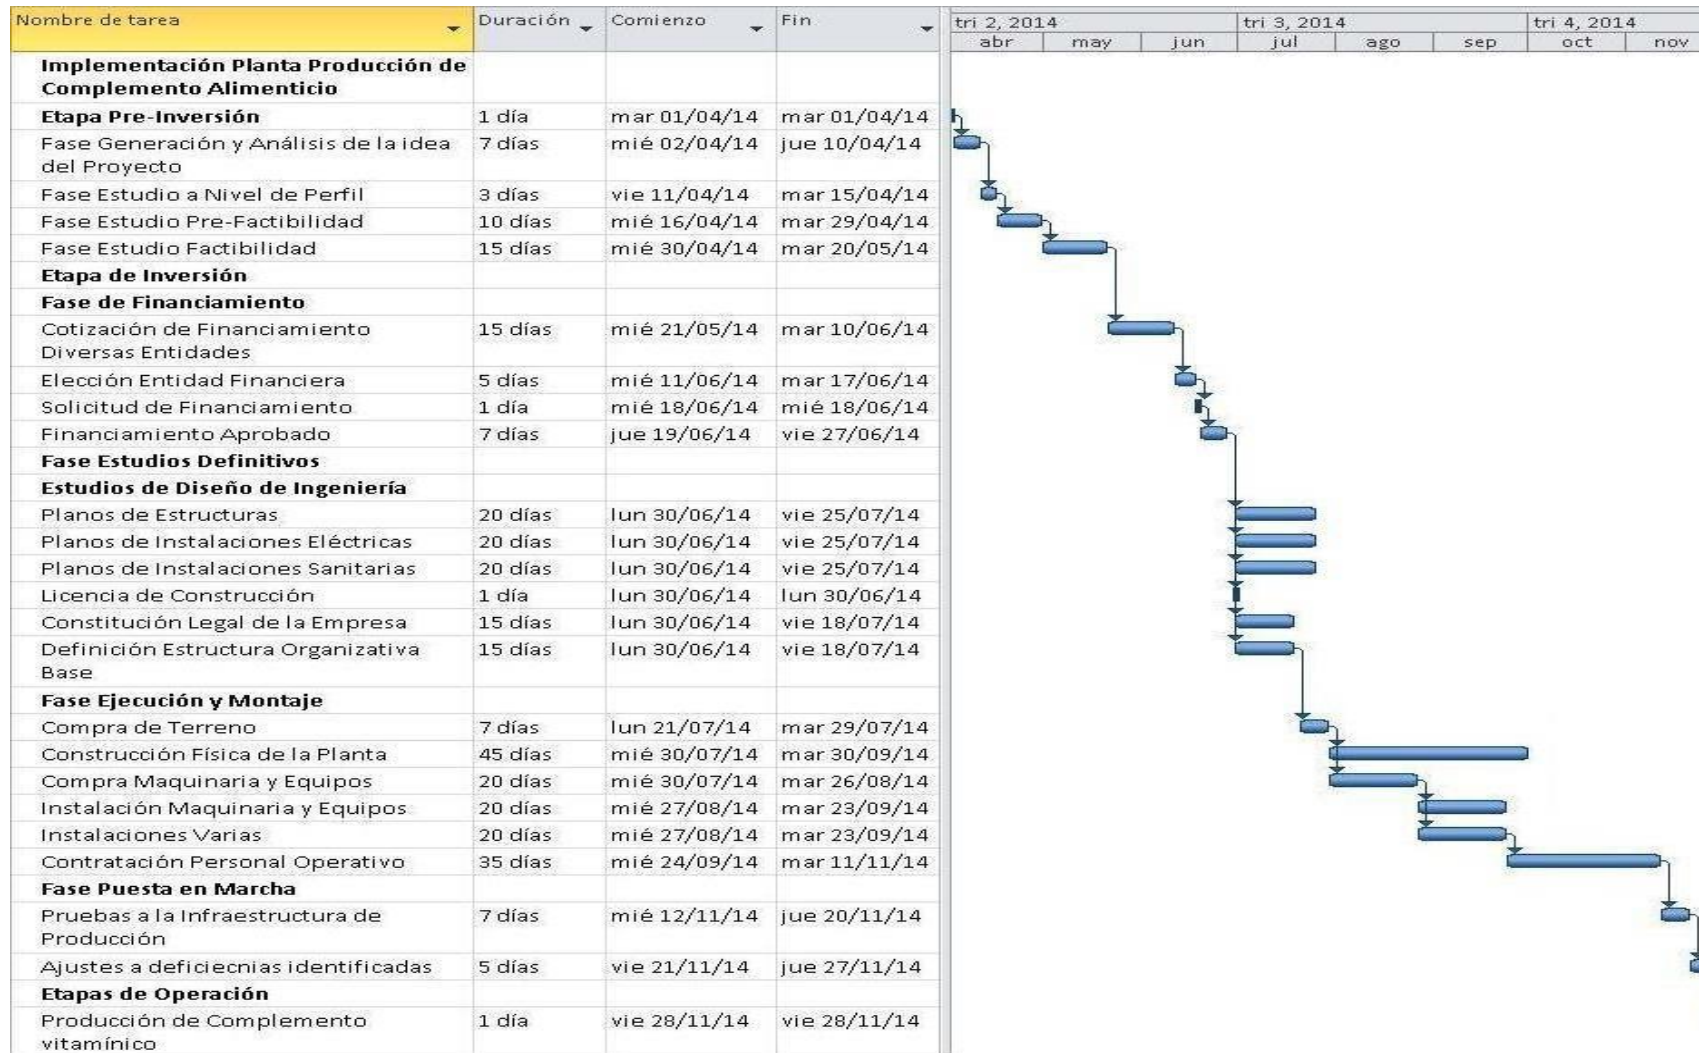 Nombre de tarea Duración Comienzo Fin tri 2, 2014 tri 3, 2014 tri 4, 2014
abr may jun jul ago sep oct nov
Implementación Planta Producción de
Complemento Alimenticio
Etapa Pre-Inversión 1 día mar 01/04/14 mar 01/04/14
Fase Generación y Análisis de la idea 7 días mié 02/04/14 jue 10/04/14
del Proyecto
Fase Estudio a Nivel de Perfil 3 días vie 11/04/14 mar 15/04/14
Fase Estudio Pre-Factibilidad 10 días mié 16/04/14 mar 29/04/14
Fase Estudio Factibilidad 15 días mié 30/04/14 mar 20/05/14
Etapa de Inversión
Fase de Financiamiento
Cotización de Financiamiento 15 días mié 21/05/14 mar 10/06/14
Diversas Entidades
Elección Entidad Financiera 5 días mié 11/06/14 mar 17/06/14
Solicitud de Financiamiento 1 día mié 18/06/14 mié 18/06/14
Financiamiento Aprobado 7 días jue 19/06/14 vie 27/06/14
Fase Estudios Definitivos
Estudios de Diseño de Ingeniería
Planos de Estructuras 20 días lun 30/06/14 vie 25/07/14
Planos de Instalaciones Eléctricas 20 días lun 30/06/14 vie 25/07/14
Planos de Instalaciones Sanitarias 20 días lun 30/06/14 vie 25/07/14
Licencia de Construcción 1 día lun 30/06/14 lun 30/06/14
Constitución Legal de la Empresa 15 días lun 30/06/14 vie 18/07/14
Definición Estructura Organizativa 15 días lun 30/06/14 vie 18/07/14
Base
Fase Ejecución y Montaje
Compra de Terreno 7 días lun 21/07/14 mar 29/07/14
Construcción Física de la Planta 45 días mié 30/07/14 mar 30/09/14
Compra Maquinaria y Equipos 20 días mié 30/07/14 mar 26/08/14
Instalación Maquinaria y Equipos 20 días mié 27/08/14 mar 23/09/14
Instalaciones Varias 20 días mié 27/08/14 mar 23/09/14
Contratación Personal Operativo 35 días mié 24/09/14 mar 11/11/14
Fase Puesta en Marcha
Pruebas a la Infraestructura de 7 días mié 12/11/14 jue 20/11/14
Producción
Ajustes a deficiecnias identificadas 5 días vie 21/11/14 jue 27/11/14
Etapas de Operación
Producción de Complemento 1 día vie 28/11/14 vie 28/11/14
vitamínico